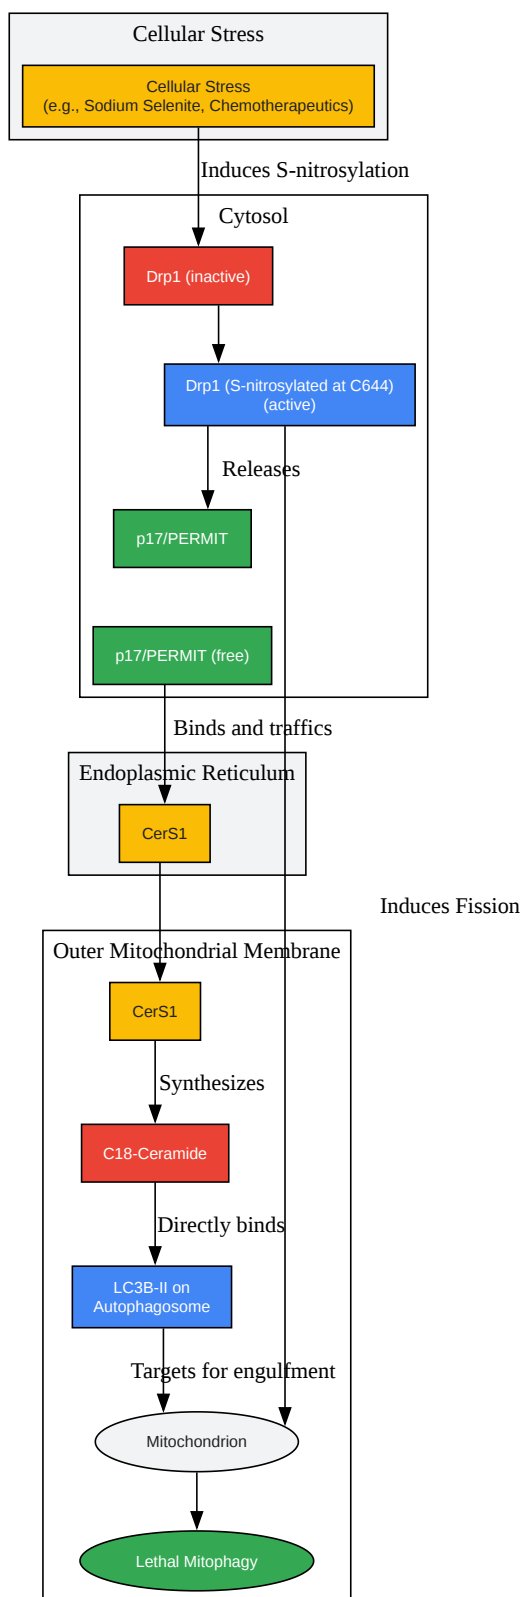 Cellular Stress
Cellular Stress
(e.g., Sodium Selenite, Chemotherapeutics)
Induces S-nitrosylation
Cytosol
Drp1 (inactive)
Drp1 (S-nitrosylated at C644)
(active)
Releases
p17/PERMIT
p17/PERMIT (free)
Binds and traffics
Endoplasmic Reticulum
CerS1
Induces Fission
Outer Mitochondrial Membrane
CerS1
Synthesizes
C18-Ceramide
Directly binds
LC3B-II on
Autophagosome
Targets for engulfment
Mitochondrion
Lethal Mitophagy